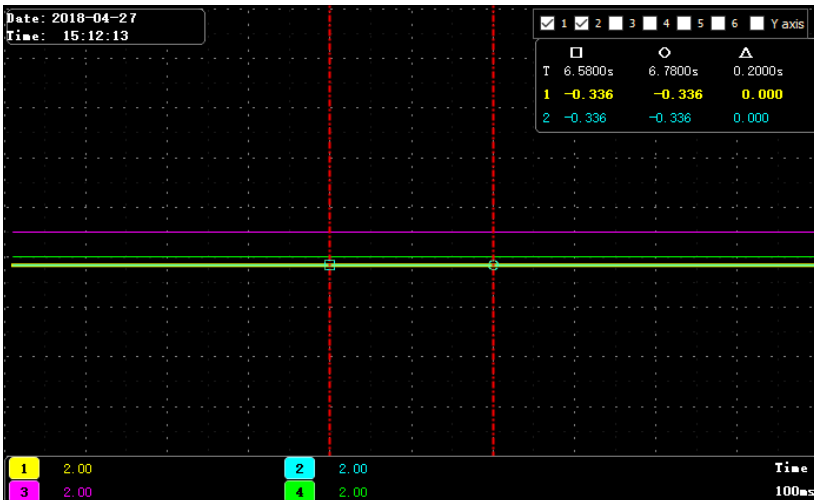 Date: 2018-04-27
Time: 15:12:13
1 2 3 4 5 6 Y axis
T 6.5800s 6.7800s 0.2000s
1 -0.336 -0.336 0.000
2 -0.336 -0.336 0.000
1 2.00 2 2.00 Time
3 2.00 4 2.00 100ms